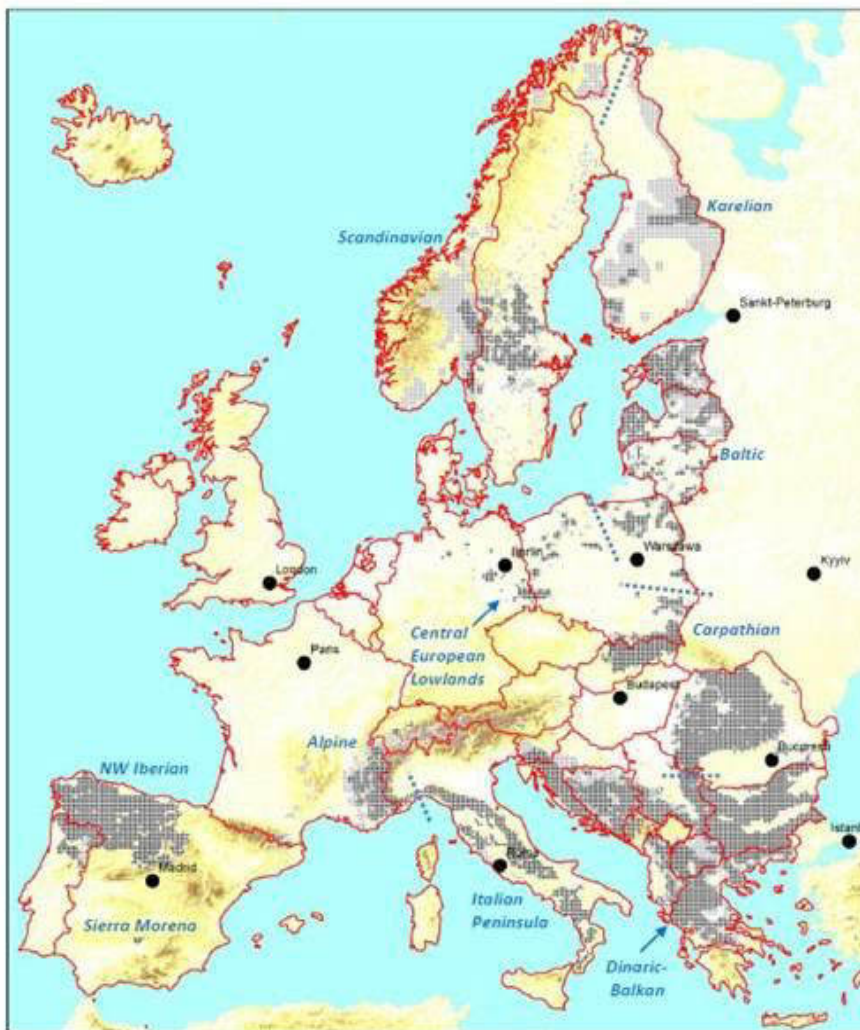 Karelian
Scandinavian
Sankt-Peterburg
Baltic
Berlin
Warszawa
London
Kyyiv
Central
European
Lowlands
Carpathian
Paris
Budapest
Alpine
NW Iberian
Bucuresti
Istanb
Roma
Madrid
Sierra Morena
Italian
Peninsula
Dinaric-
Balkan